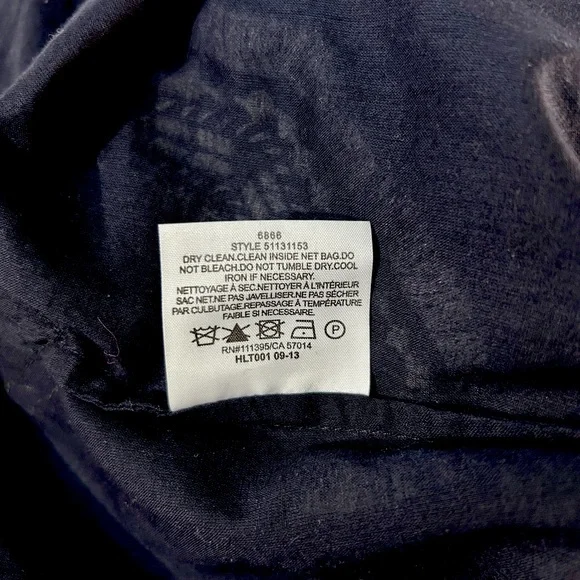 6866
STYLE 51131153
DRY CLEAN.CLEAN INSIDE NET BAG.DO
NOT BLEACH.DO NOT TUMBLE DRY.COOL
IRON IF NECESSARY.
NETTOYAGE À SEC.NETTOYER À L'INTÉRIEUR
SAC NET.NE PAS JAVELLISER.NE PAS SÉCHER
PAR CULBUTAGE.REPASSAGE À TEMPÉRATURE
FAIBLE SI NECESSAIRE.
P
RN#111395/CA 57014
HLT001 09-13